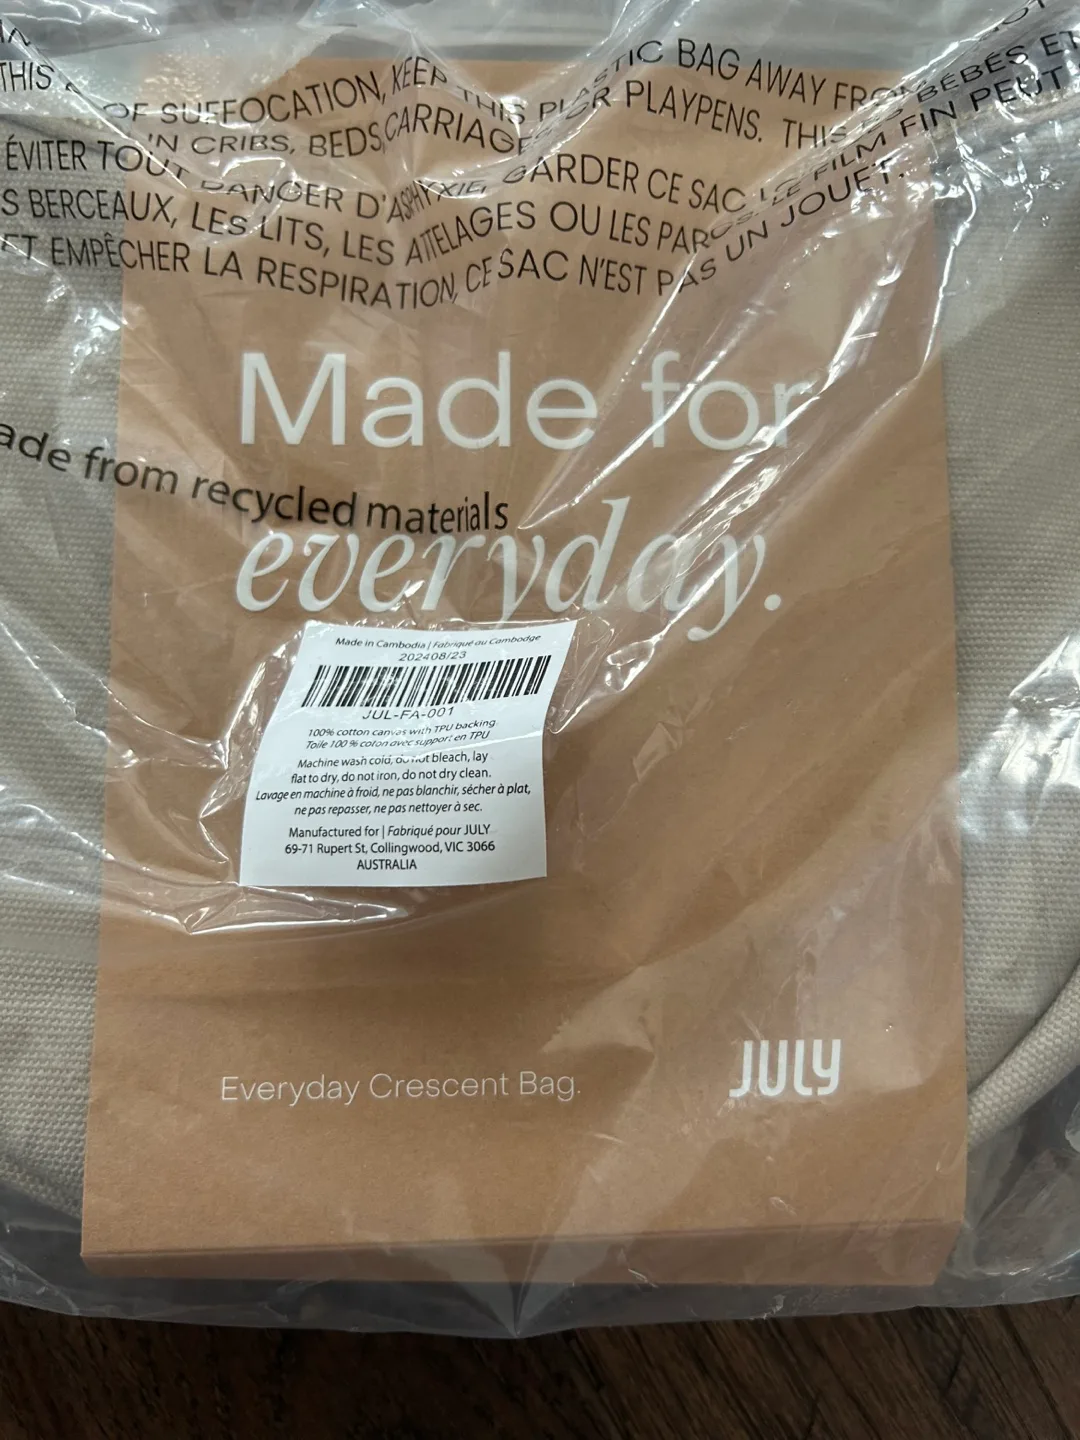 THIS
OF SUFFOCATION, KEEP THIS PLASTIC BAG AWAY FROM
IN CRIBS, BEDS, CARRIAGES OR PLAYPENS. THIS
ÉVITER TOUT DANGER D'ASPHYXIE, GARDER CE SAC BÉBÉS ET
S BERCEAUX, LES LITS, LES ATTELAGES OU LES PARCS. LE FILM FIN PEUT
ET EMPÊCHER LA RESPIRATION, CE SAC N'EST PAS UN JOUET.
Made for
ade from recycled materials
everyday.
Made in Cambodia | Fabriqué au Cambodge
202408/23
JUL-FA-001
100% cotton canvas with TPU backing
Toile 100 % coton avec support en TPU
Machine wash cold, do not bleach, lay
flat to dry, do not iron, do not dry clean.
Lavage en machine à froid, ne pas blanchir, sécher à plat,
ne pas repasser, ne pas nettoyer à sec.
Manufactured for | Fabriqué pour JULY
69-71 Rupert St, Collingwood, VIC 3066
AUSTRALIA
Everyday Crescent Bag.
JULY